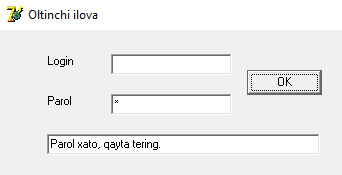 Oltinchi ilova
Login
OK
Parol *
Parol xato, qayta tering.